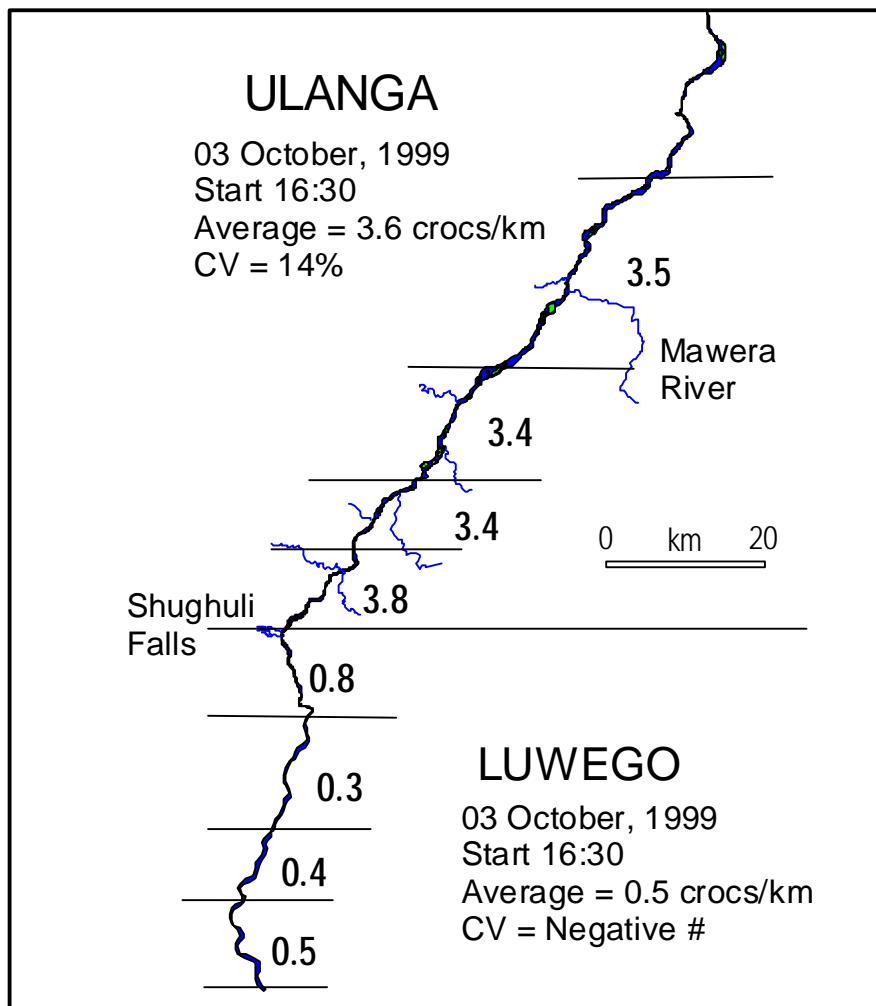 ULANGA
03 October, 1999
Start 16:30
Average = 3.6 crocs/km
CV = 14%
3.5
Mawera
River
3.4
3.4
0 km 20
3.8
Shughuli
Falls
0.8
0.3
LUWEGO
03 October, 1999
Start 16:30
Average = 0.5 crocs/km
CV = Negative #
0.4
0.5